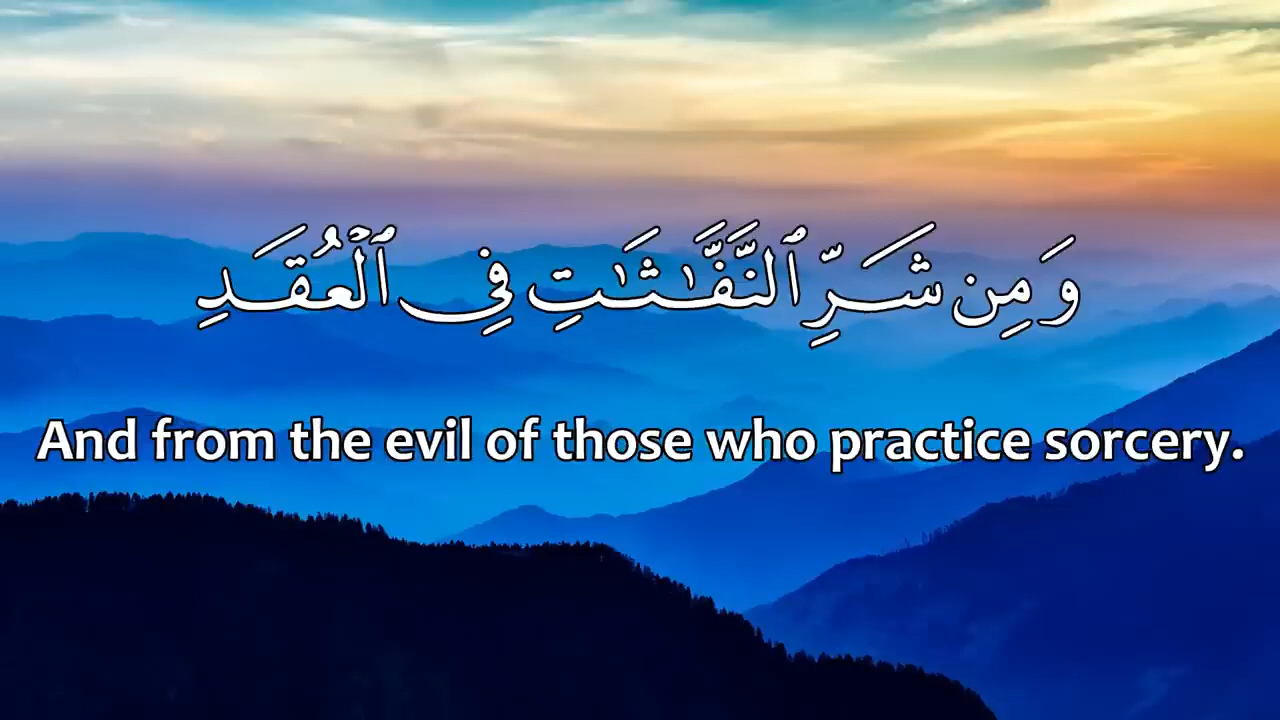 وَمِن شَرِّ ٱلنَّفَّـٰثَـٰتِ فِى ٱلْعُقَدِ
And from the evil of those who practice sorcery.